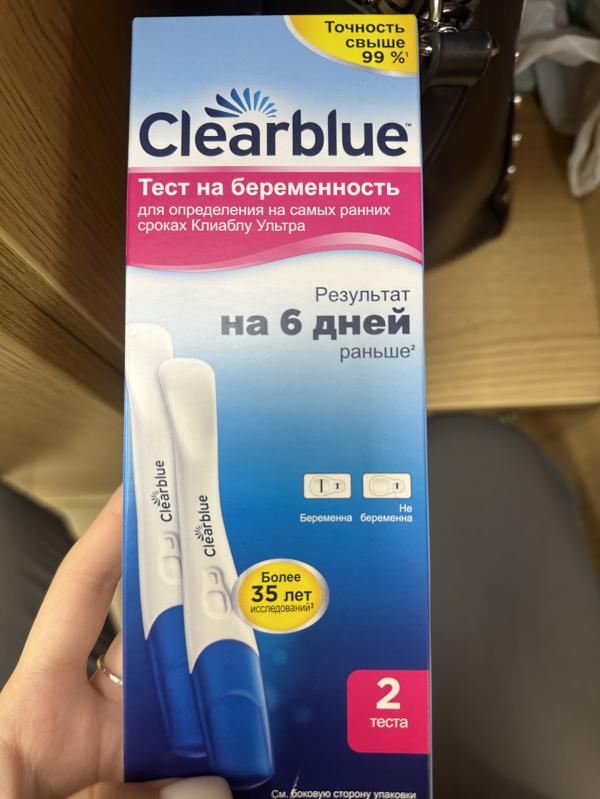 Точность
свыше
99 %¹
Clearblue™
Тест на беременность
для определения на самых ранних
сроках Клиаблу Ультра
Результат
на 6 дней
раньше²
Беременна
Не
беременна
Clearblue
Clearblue
Более
35 лет
исследований³
2
теста
См. боковую сторону упаковки